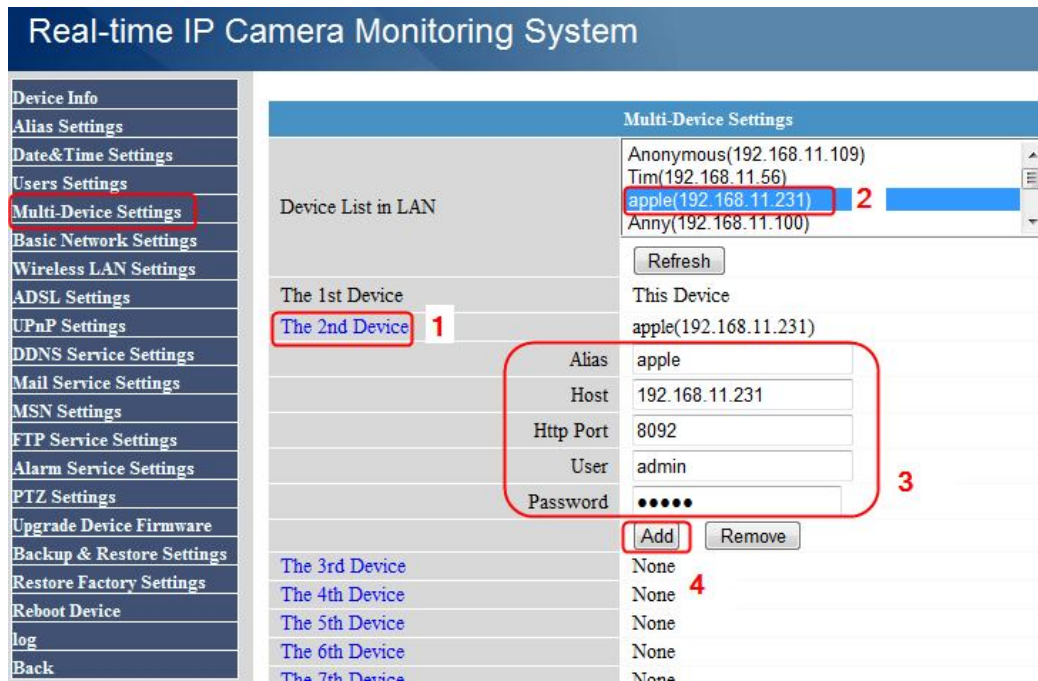 Real-time IP Camera Monitoring System
Device Info
Alias Settings
Date&Time Settings
Users Settings
Multi-Device Settings
Basic Network Settings
Wireless LAN Settings
ADSL Settings
UPnP Settings
DDNS Service Settings
Mail Service Settings
MSN Settings
FTP Service Settings
Alarm Service Settings
PTZ Settings
Upgrade Device Firmware
Backup & Restore Settings
Restore Factory Settings
Reboot Device
log
Back
Multi-Device Settings
Device List in LAN
Anonymous(192.168.11.109)
Tim(192.168.11.56)
apple(192.168.11.231) 2
Anny(192.168.11.100)
Refresh
The 1st Device This Device
The 2nd Device 1 apple(192.168.11.231)
Alias apple
Host 192.168.11.231
Http Port 8092
User admin
3
Password •••••
Add Remove
The 3rd Device None
4
The 4th Device None
The 5th Device None
The 6th Device None
The 7th Device None